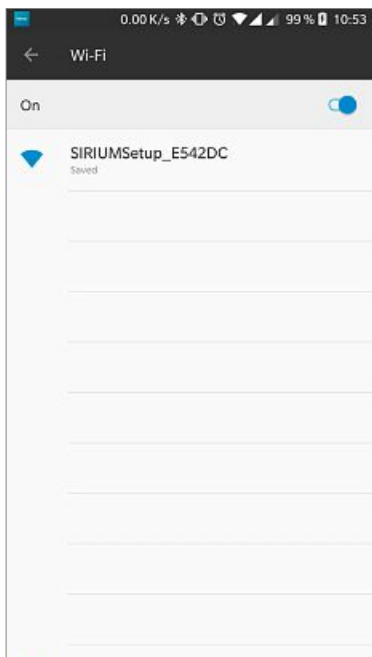 0.00 K/s 99 % 10:53
Wi-Fi
On
SIRIUMSetup_E542DC
Saved